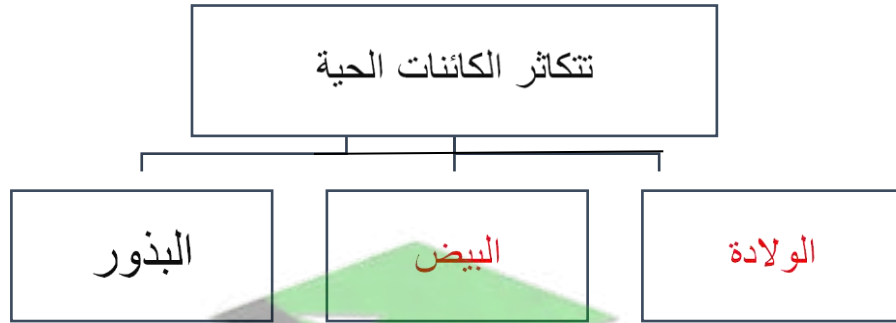 تتكاثر الكائنات الحية
الولادة
البيض
البذور